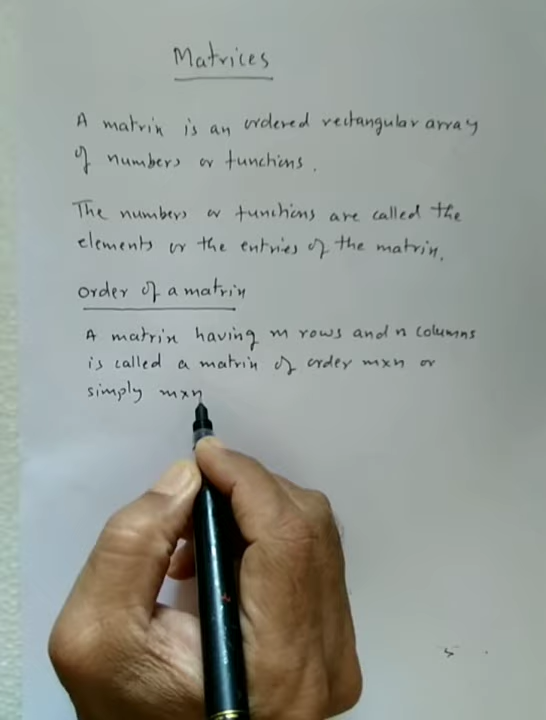 Matrices
A matrix is an ordered rectangular array
of numbers or functions.
The numbers or functions are called the
elements or the entries of the matrix.
Order of a matrix
A matrix having m rows and n columns
is called a matrix of order m×n or
simply m×n